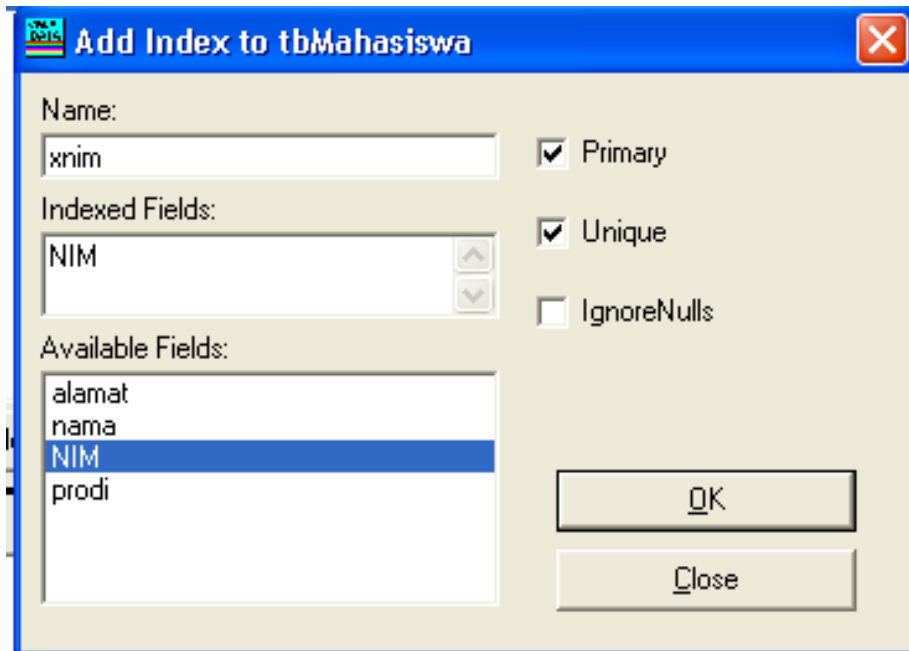 Add Index to tbMahasiswa
Name:
xnim
Primary
Indexed Fields:
NIM
Unique
IgnoreNulls
Available Fields:
alamat
nama
NIM
prodi
OK
Close